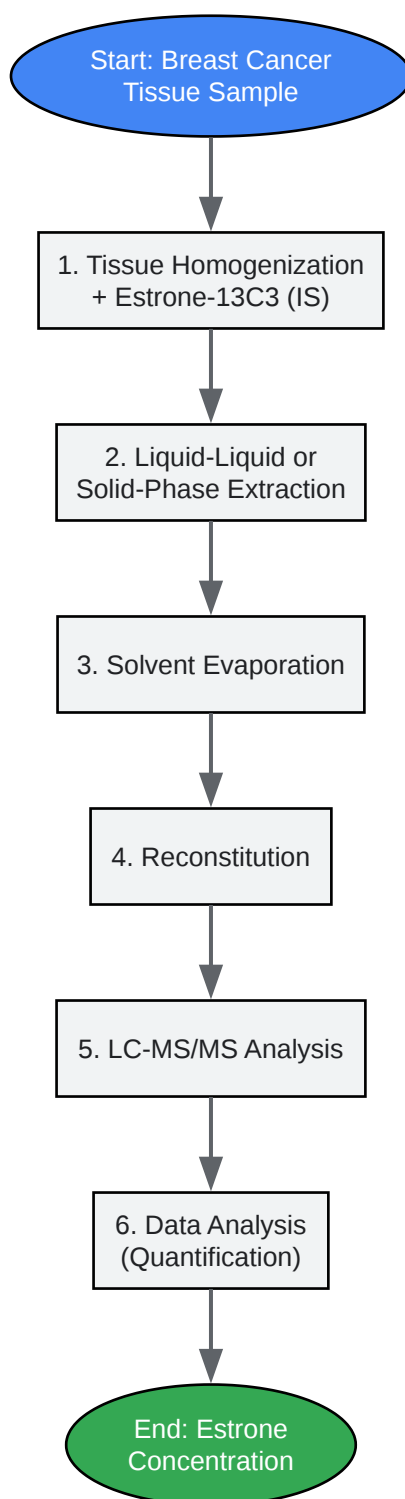 Start: Breast Cancer
Tissue Sample
1. Tissue Homogenization
+ Estrone-13C3 (IS)
2. Liquid-Liquid or
Solid-Phase Extraction
3. Solvent Evaporation
4. Reconstitution
5. LC-MS/MS Analysis
6. Data Analysis
(Quantification)
End: Estrone
Concentration